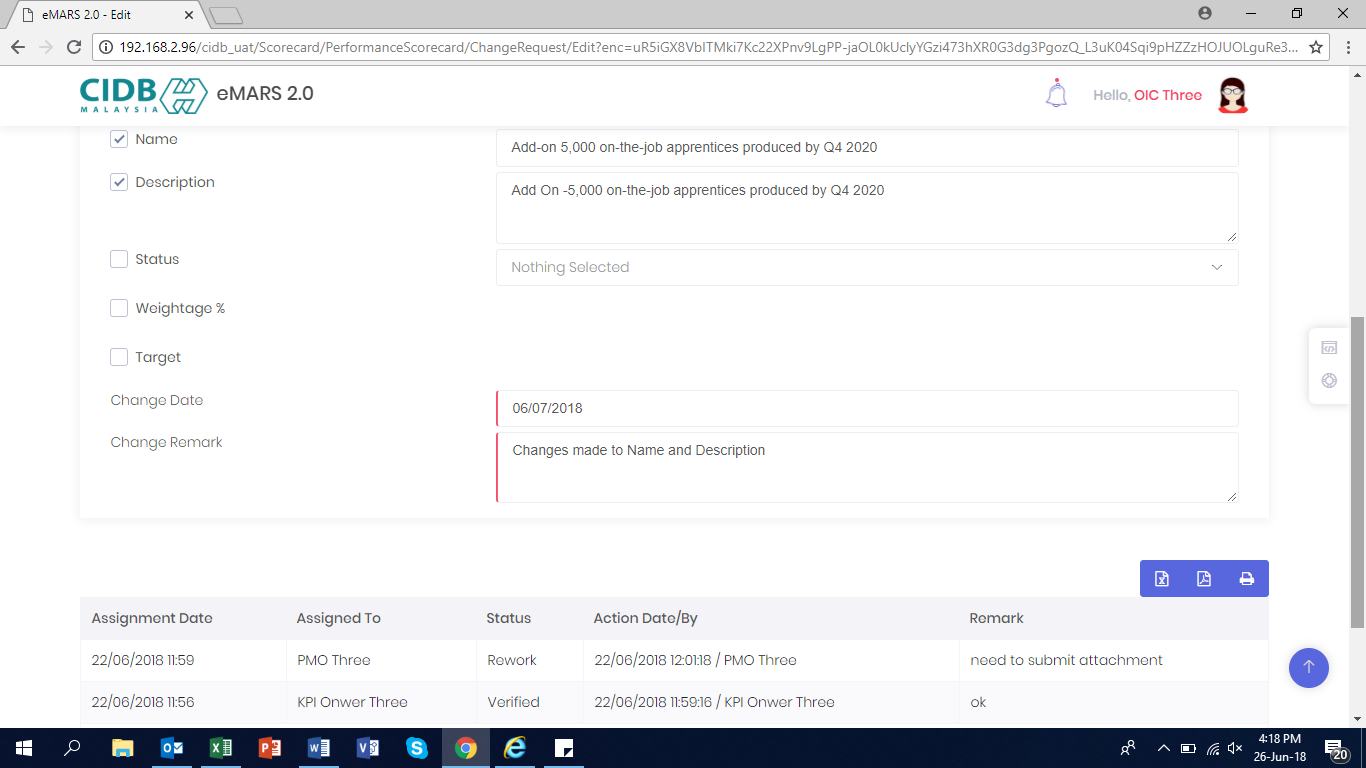 eMARS 2.0 - Edit
192.168.2.96/cidb_uat/Scorecard/PerformanceScorecard/ChangeRequest/Edit?enc=uR5iGX8VbITMki7Kc22XPnv9LgPP-jaOL0kUclyYGzi473hXR0G3dg3PgozQ_L3uK04Sqi9pHZZzHOJUOLguRe3...
CIDB MALAYSIA eMARS 2.0 Hello, OIC Three
Name Add-on 5,000 on-the-job apprentices produced by Q4 2020
Description Add On -5,000 on-the-job apprentices produced by Q4 2020
Status Nothing Selected
Weightage %
Target
Change Date 06/07/2018
Change Remark Changes made to Name and Description
Assignment Date Assigned To Status Action Date/By Remark
22/06/2018 11:59 PMO Three Rework 22/06/2018 12:01:18 / PMO Three need to submit attachment
22/06/2018 11:56 KPI Onwer Three Verified 22/06/2018 11:59:16 / KPI Onwer Three ok
4:18 PM
26-Jun-18
20